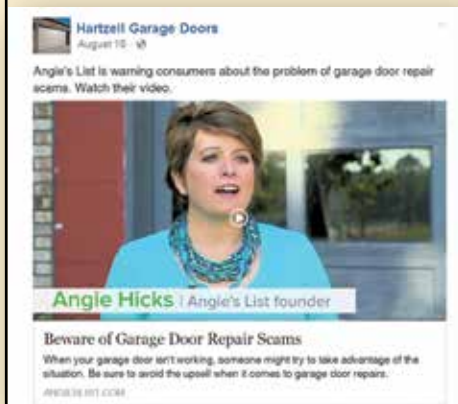 Hartzell Garage Doors
August 16
Angie's List is warning consumers about the problem of garage door repair
scams. Watch their video.
Angie Hicks | Angie's List founder
Beware of Garage Door Repair Scams
When your garage door isn't working, someone might try to take advantage of the
situation. Be sure to avoid the upsell when it comes to garage door repairs.
ANGIESLIST.COM